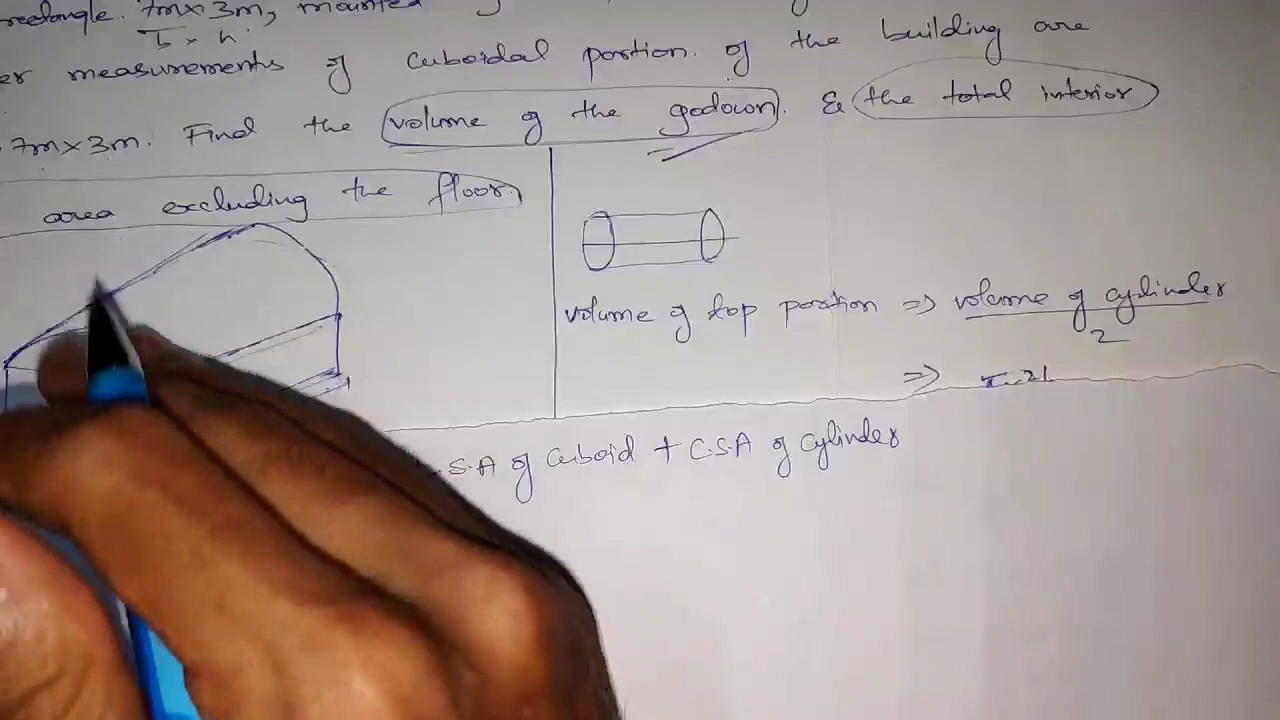 rectangle. 7m×3m, mounted
b × h.
er measurements of cuboidal portion. of the building are
7m×3m. Find the volume of the godown. & the total interior
area excluding the floor.
volume of top portion => volume of cylinder
2
=>
S.A of cuboid + C.S.A of cylinder